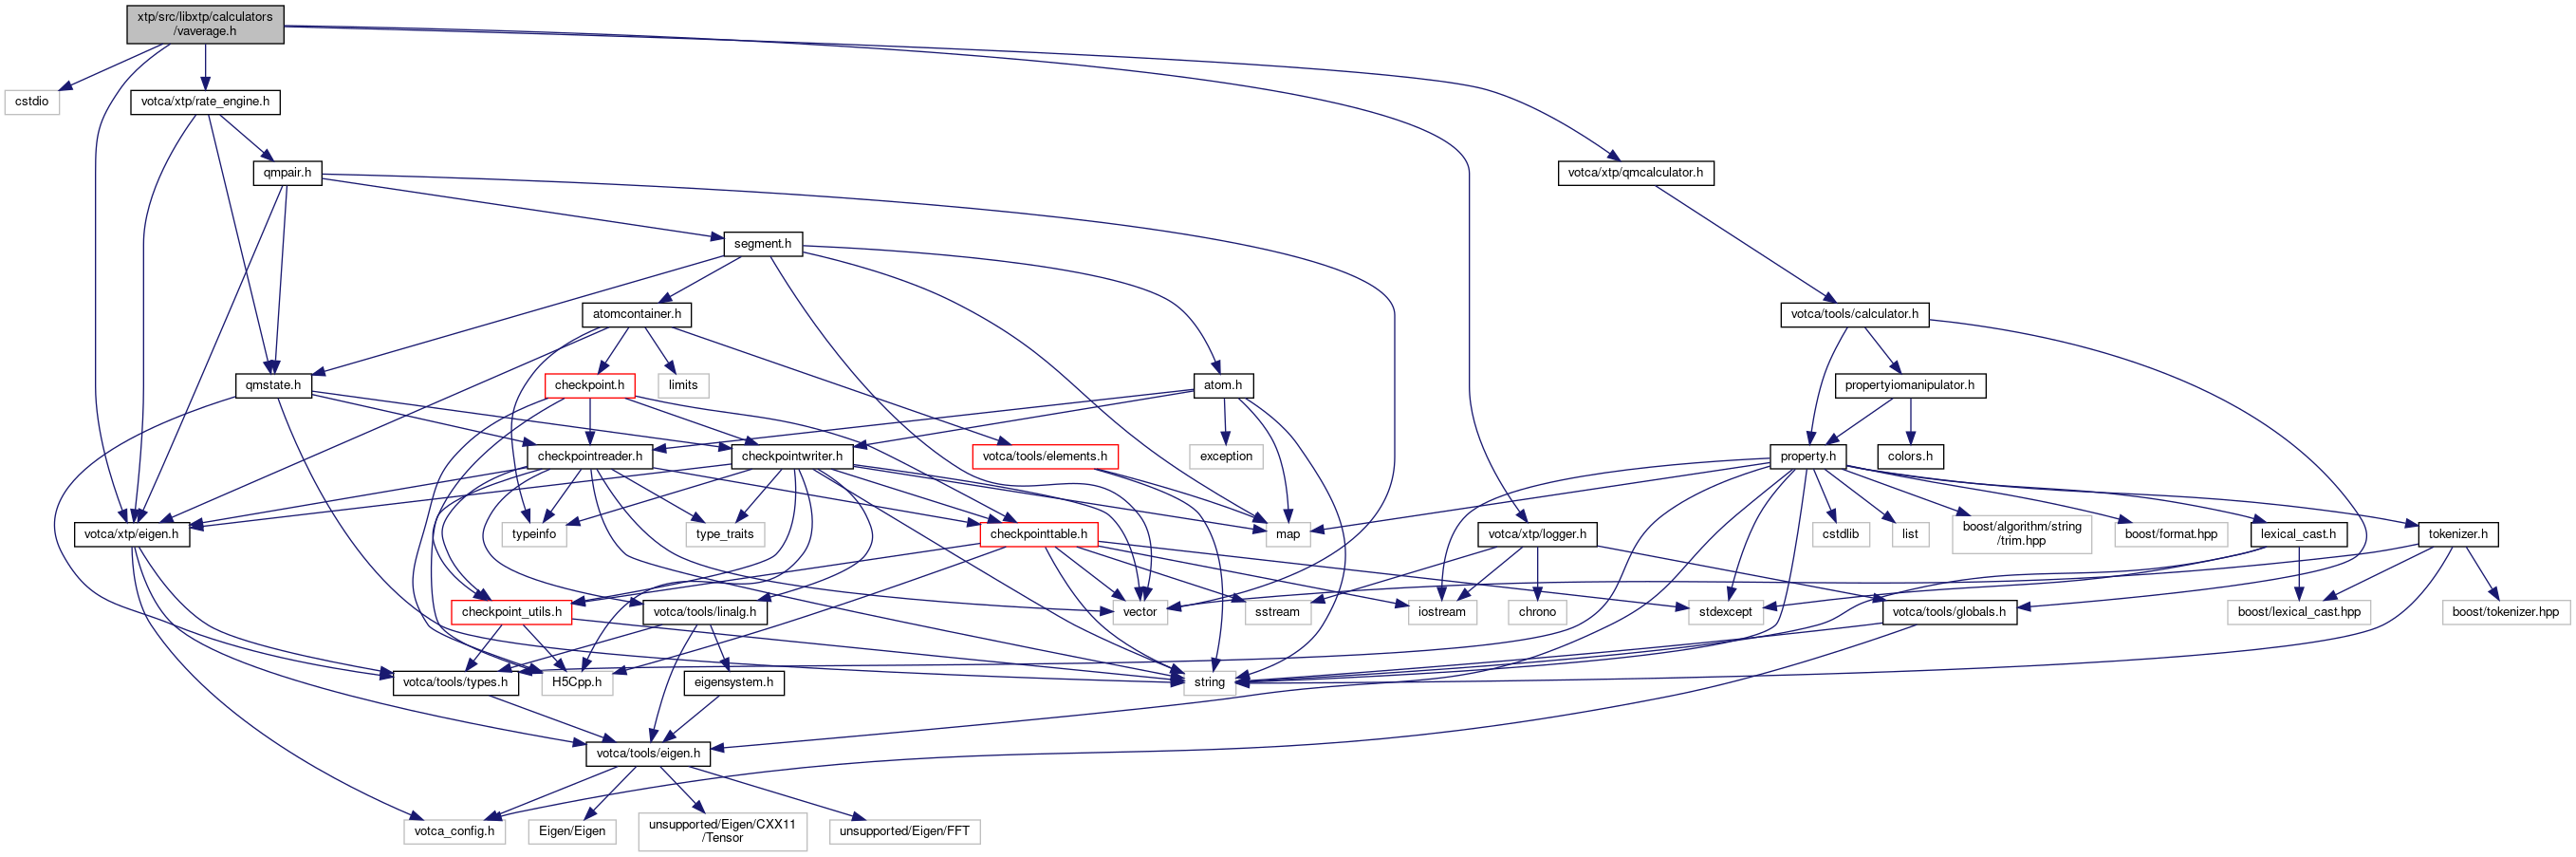 xtp/src/libxtp/calculators
/vaverage.h
cstdio
votca/xtp/rate_engine.h
qmpair.h
votca/xtp/qmcalculator.h
segment.h
atomcontainer.h
votca/tools/calculator.h
qmstate.h
checkpoint.h
limits
atom.h
propertyiomanipulator.h
checkpointreader.h
checkpointwriter.h
votca/tools/elements.h
exception
property.h
colors.h
votca/xtp/eigen.h
typeinfo
type_traits
checkpointtable.h
map
votca/xtp/logger.h
cstdlib
list
boost/algorithm/string
/trim.hpp
boost/format.hpp
lexical_cast.h
tokenizer.h
checkpoint_utils.h
votca/tools/linalg.h
vector
sstream
iostream
chrono
stdexcept
votca/tools/globals.h
boost/lexical_cast.hpp
boost/tokenizer.hpp
votca/tools/types.h
H5Cpp.h
eigensystem.h
string
votca/tools/eigen.h
votca_config.h
Eigen/Eigen
unsupported/Eigen/CXX11
/Tensor
unsupported/Eigen/FFT